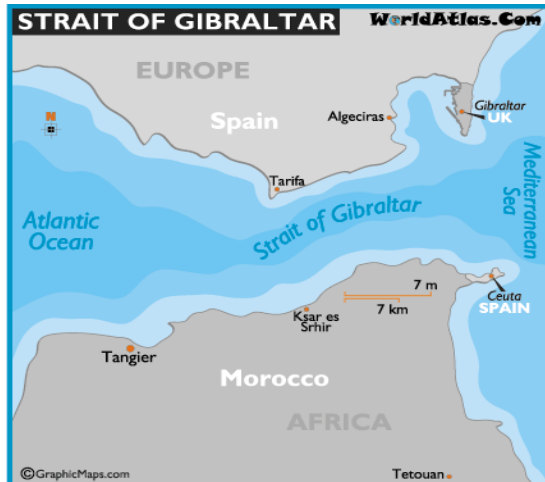 STRAIT OF GIBRALTAR
WorldAtlas.Com
EUROPE
N
Spain
Algeciras
Gibraltar
UK
Tarifa
Mediterranean
Sea
Atlantic
Ocean
Strait of Gibraltar
7 m
7 km
Ceuta
SPAIN
Ksar es
Srhir
Tangier
Morocco
AFRICA
Tetouan
©GraphicMaps.com